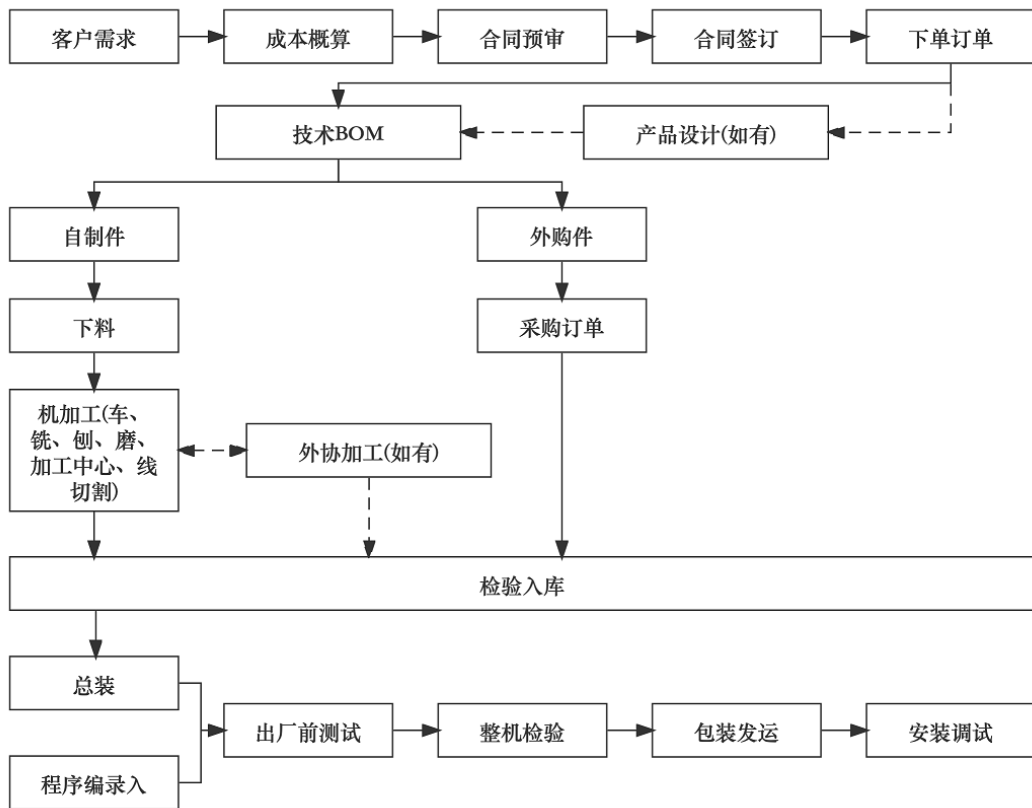 客户需求
成本概算
合同预审
合同签订
下单订单
技术BOM
产品设计(如有)
自制件
外购件
下料
采购订单
机加工(车、
铣、刨、磨、
加工中心、线
切割)
外协加工(如有)
检验入库
总装
出厂前测试
整机检验
包装发运
安装调试
程序编录入